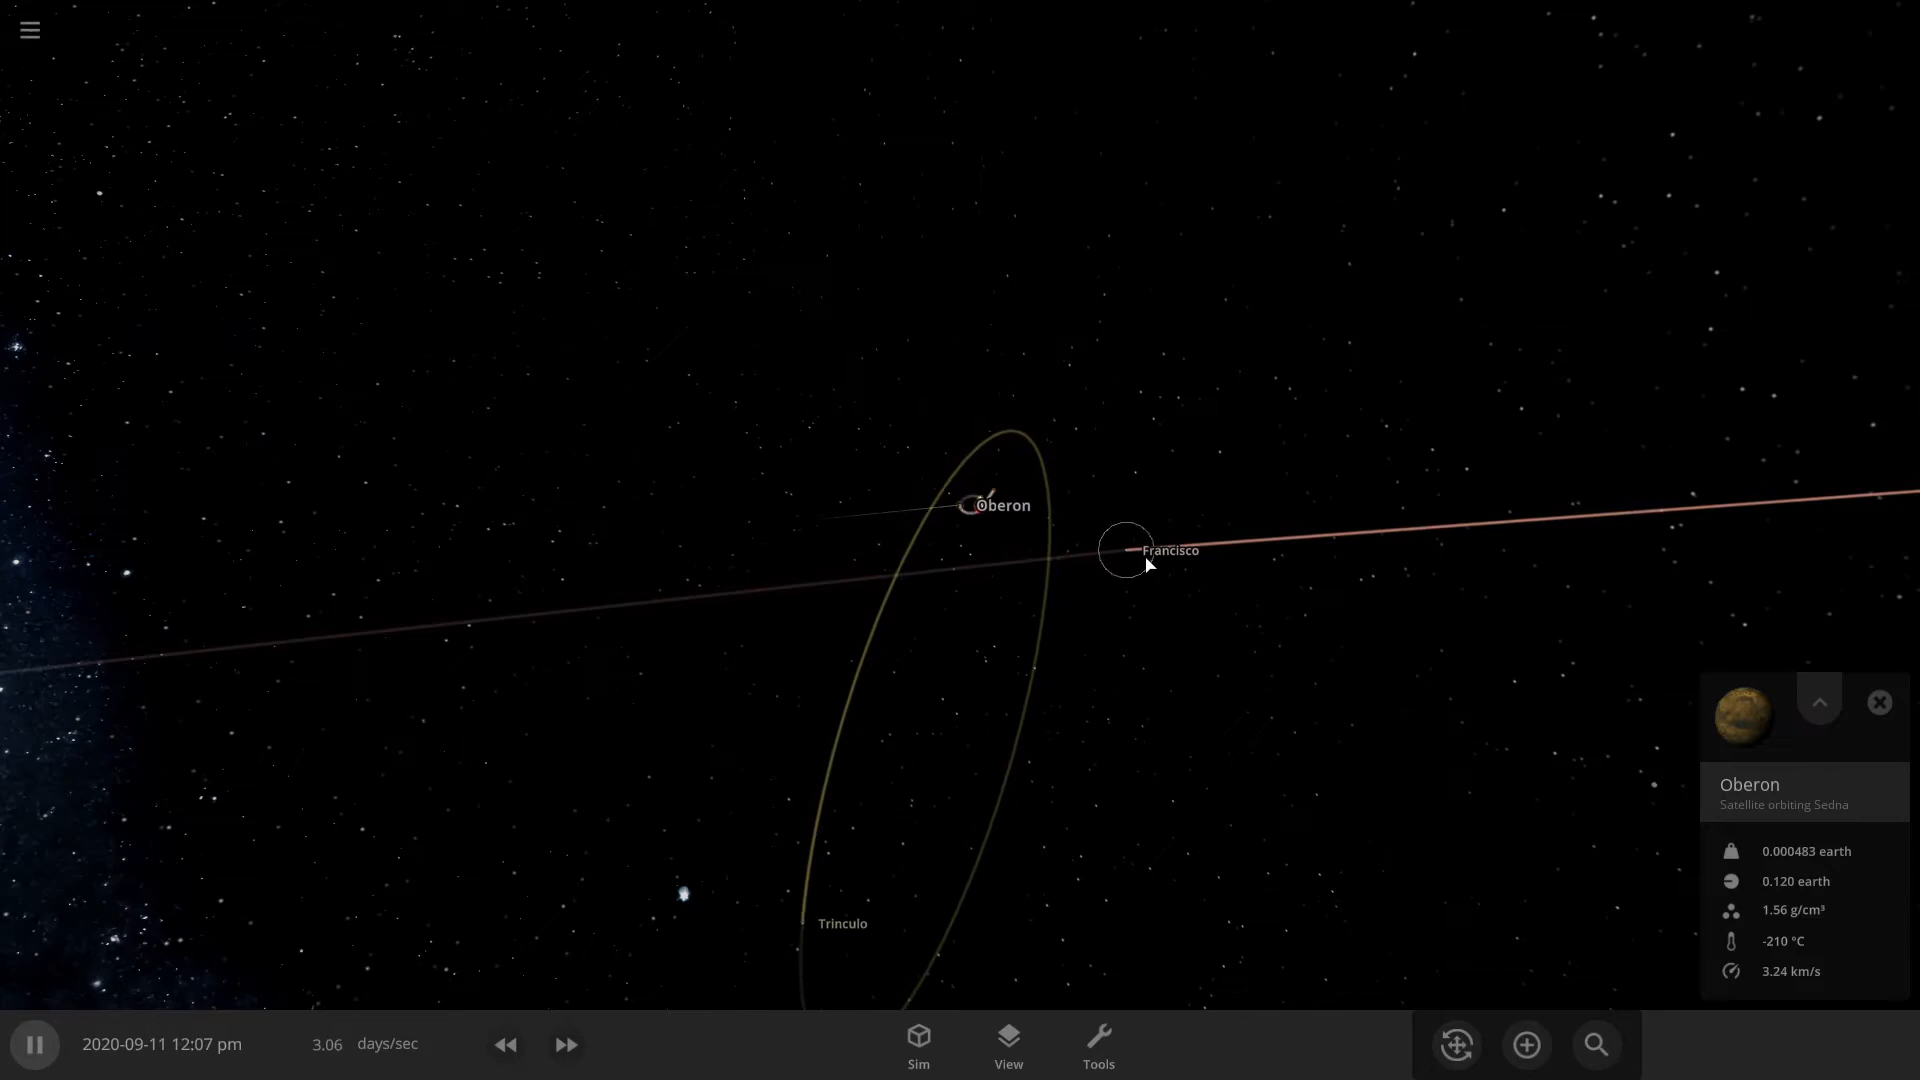 Oberon
Francisco
Trinculo
Oberon
Satellite orbiting Sedna
0.000483 earth
0.120 earth
1.56 g/cm³
-210 °C
3.24 km/s
2020-09-11 12:07 pm
3.06 days/sec
Sim
View
Tools